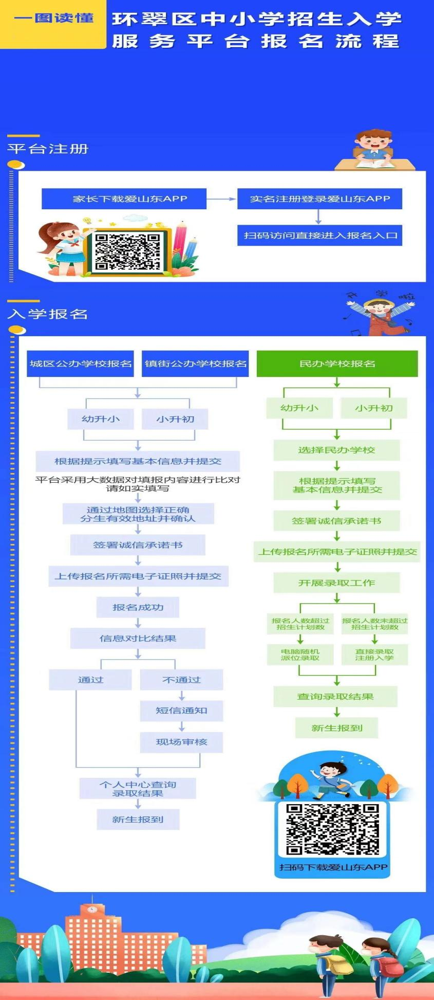 一图读懂
环翠区中小学招生入学
服务平台报名流程
平台注册
家长下载爱山东APP
实名注册登录爱山东APP
扫码访问直接进入报名入口
升学啦
入学报名
城区公办学校报名
镇街公办学校报名
幼升小
小升初
根据提示填写基本信息并提交
平台采用大数据对填报内容进行比对
请如实填写
通过地图选择正确
分生有效地址并确认
签署诚信承诺书
上传报名所需电子证照并提交
报名成功
信息对比结果
通过
不通过
短信通知
现场审核
个人中心查询
录取结果
新生报到
民办学校报名
幼升小
小升初
选择民办学校
根据提示填写
基本信息并提交
签署诚信承诺书
上传报名所需电子证照并提交
开展录取工作
报名人数超过
招生计划数
报名人数未超过
招生计划数
电脑随机
派位录取
直接录取
注册入学
查询录取结果
新生报到
扫码下载爱山东APP